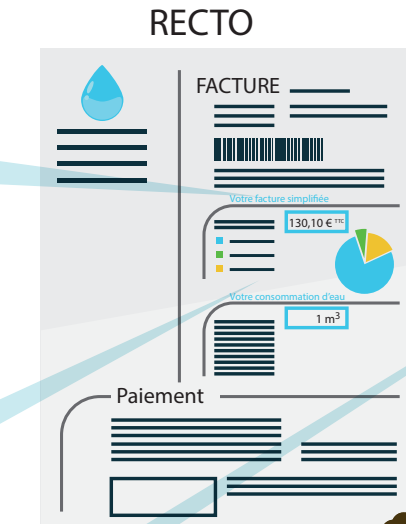 RECTO
FACTURE
Votre facture simplifiée
130,10 € TTC
Votre consommation d'eau
1 m³
Paiement